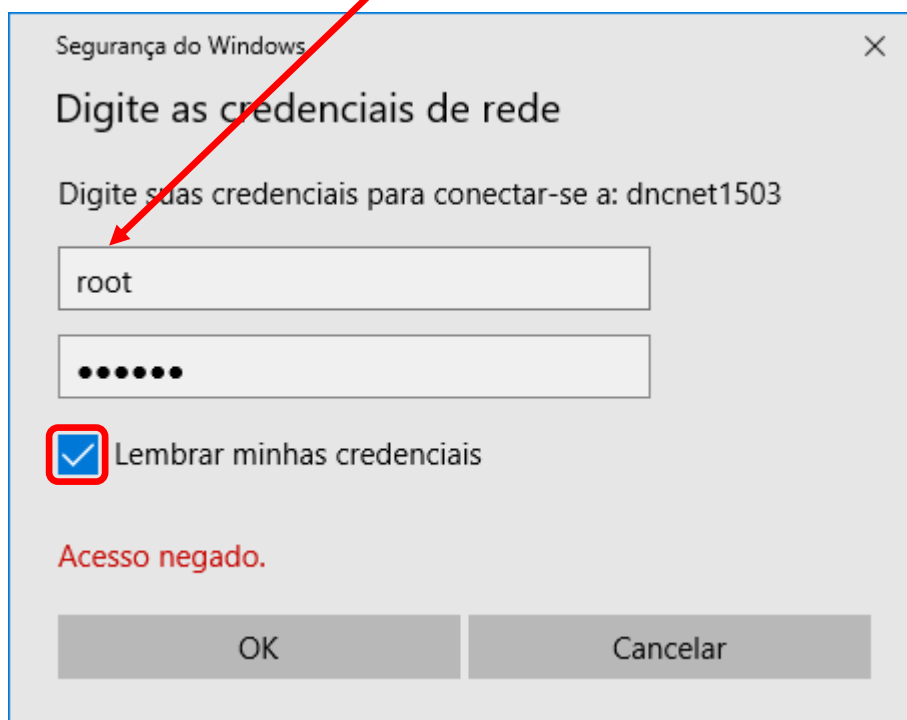 Segurança do Windows
Digite as credenciais de rede
Digite suas credenciais para conectar-se a: dncnet1503
root
••••••
Lembrar minhas credenciais
Acesso negado.
OK
Cancelar